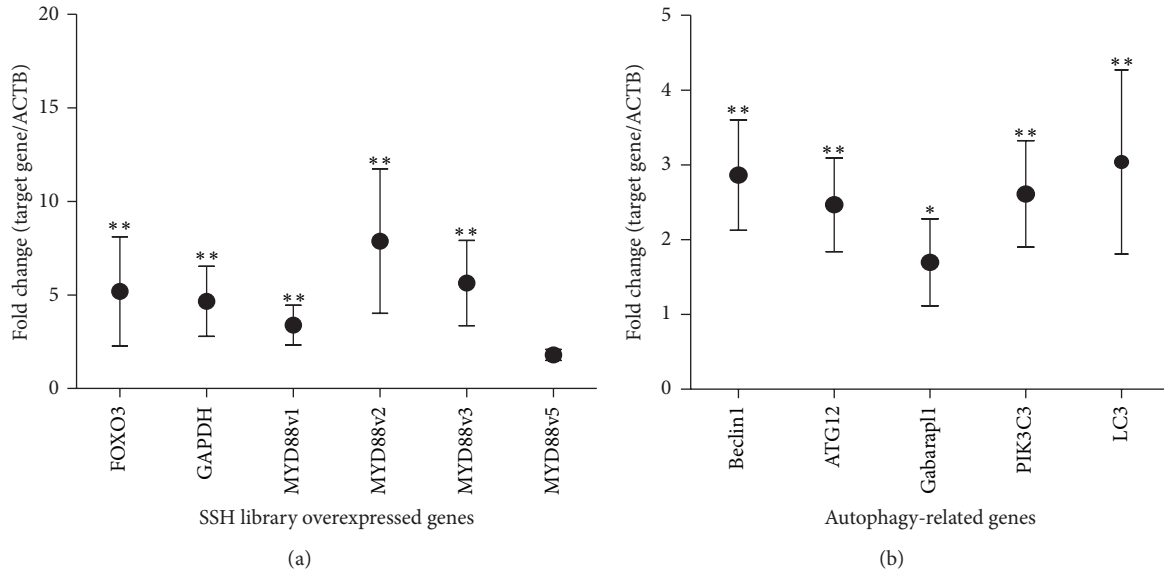 Fold change (target gene/ACTB)
20
15
10
5
0
**
**
**
**
**
FOXO3
GAPDH
MYD88v1
MYD88v2
MYD88v3
MYD88v5
SSH library overexpressed genes
(a)
Fold change (target gene/ACTB)
5
4
3
2
1
0
**
**
*
**
**
Beclin1
ATG12
Gabarapl1
PIK3C3
LC3
Autophagy-related genes
(b)